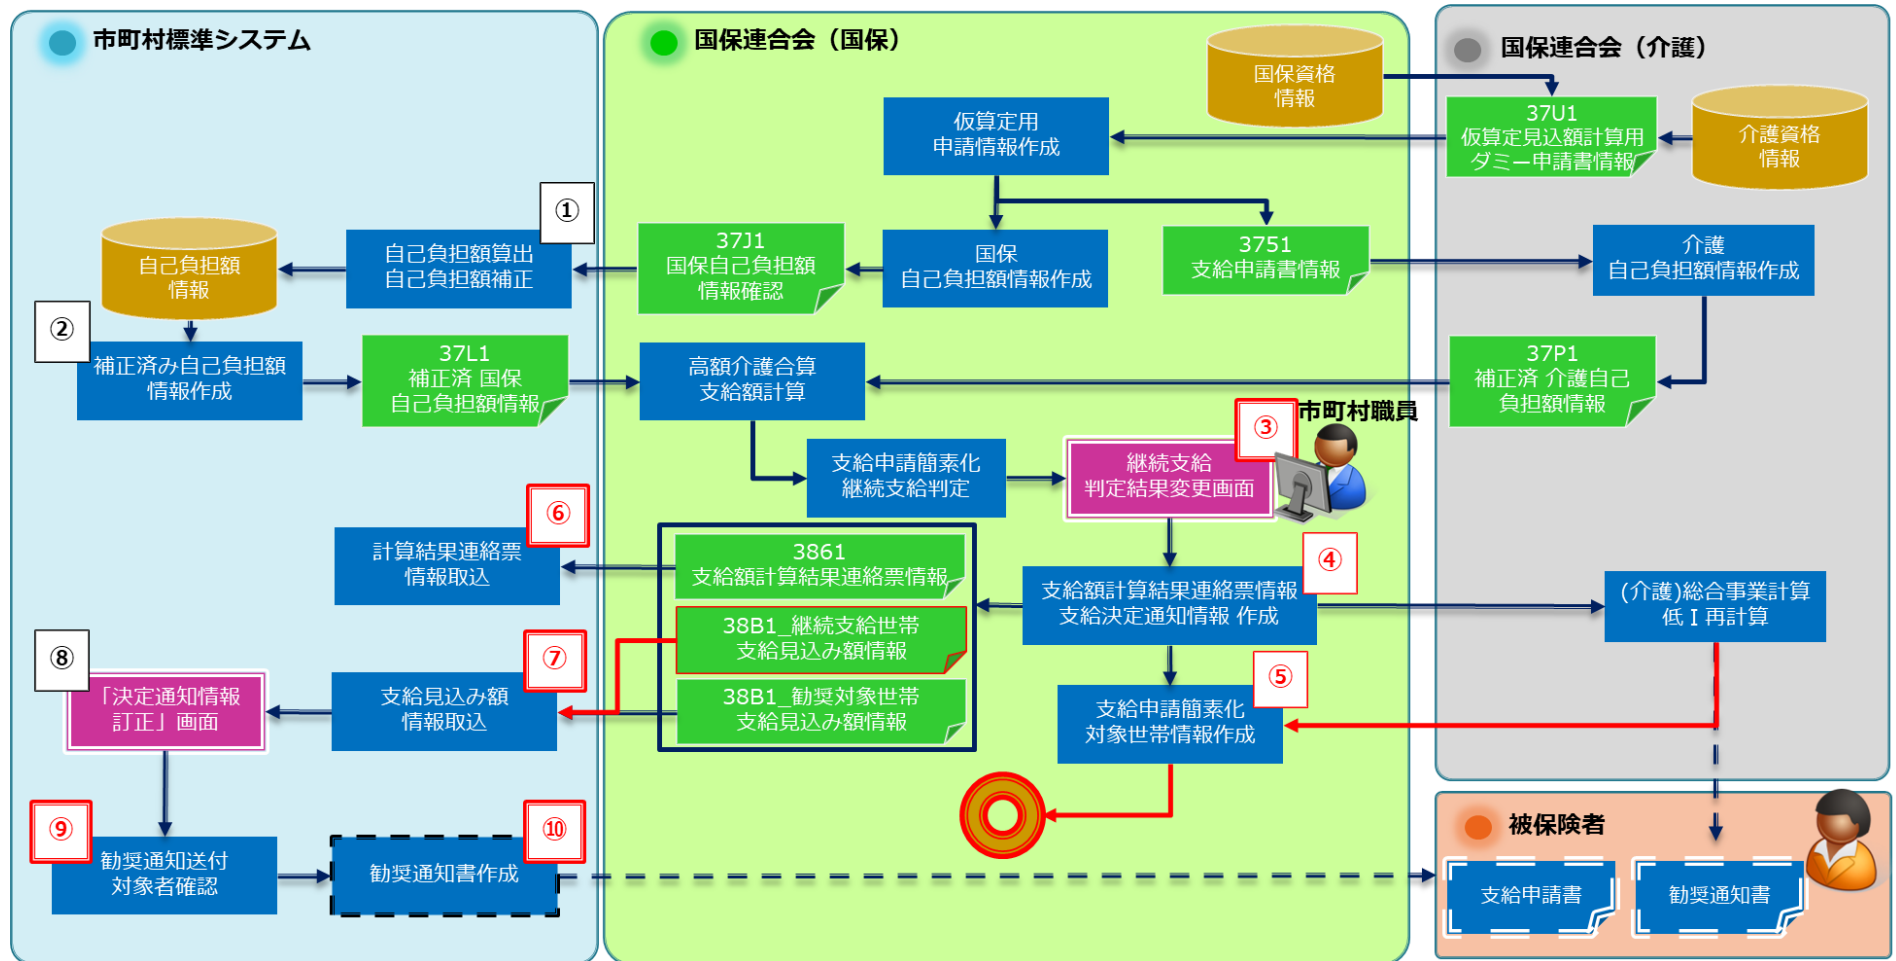 市町村標準システム
国保連合会（国保）
国保連合会（介護）
国保資格
情報
37U1
仮算定見込額計算用
ダミー申請書情報
介護資格
情報
仮算定用
申請情報作成
①
自己負担額
情報
自己負担額算出
自己負担額補正
37J1
国保自己負担額
情報確認
国保
自己負担額情報作成
3751
支給申請書情報
介護
自己負担額情報作成
②
補正済み自己負担額
情報作成
37L1
補正済 国保
自己負担額情報
高額介護合算
支給額計算
37P1
補正済 介護自己
負担額情報
市町村職員
③
支給申請簡素化
継続支給判定
継続支給
判定結果変更画面
⑥
計算結果連絡票
情報取込
3861
支給額計算結果連絡票情報
④
支給額計算結果連絡票情報
支給決定通知情報 作成
(介護)総合事業計算
低Ⅰ再計算
38B1_継続支給世帯
支給見込み額情報
⑧
「決定通知情報
訂正」画面
⑦
支給見込み額
情報取込
38B1_勧奨対象世帯
支給見込み額情報
⑤
支給申請簡素化
対象世帯情報作成
⑨
勧奨通知送付
対象者確認
⑩
勧奨通知書作成
被保険者
支給申請書
勧奨通知書